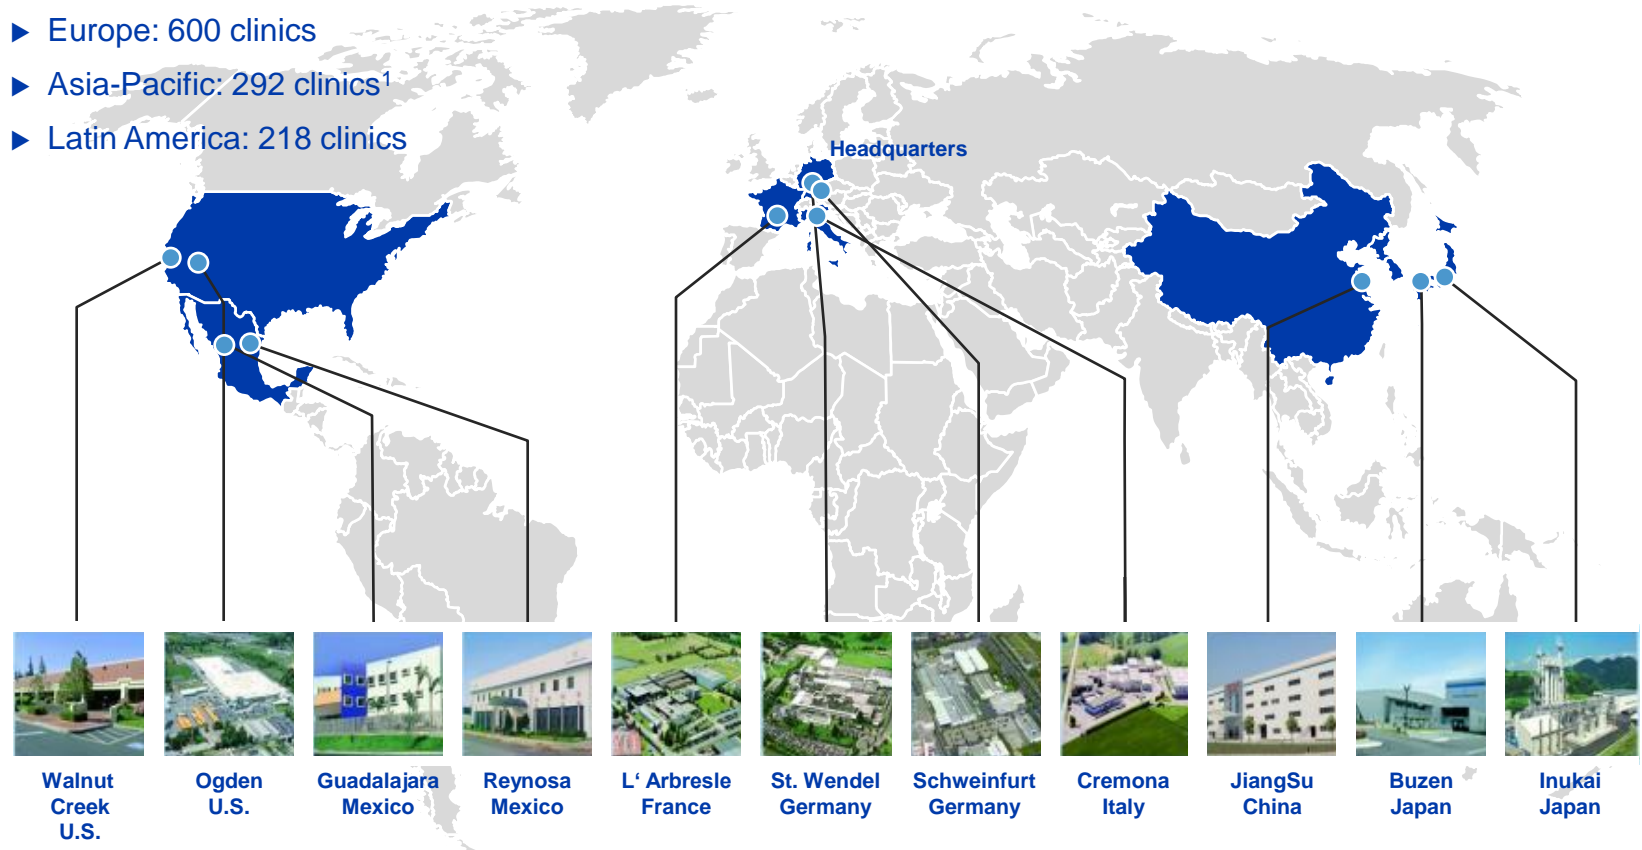 ▶ Europe: 600 clinics
▶ Asia-Pacific: 292 clinics¹
▶ Latin America: 218 clinics
Headquarters
Walnut
Creek
U.S.
Ogden
U.S.
Guadalajara
Mexico
Reynosa
Mexico
L‘ Arbresle
France
St. Wendel
Germany
Schweinfurt
Germany
Cremona
Italy
JiangSu
China
Buzen
Japan
Inukai
Japan